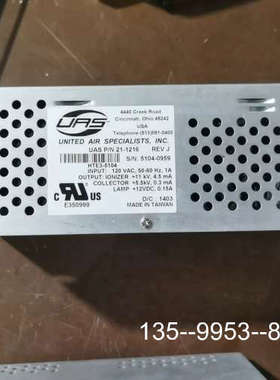 UAS
4440 Creek Road
Cincinnati, Ohio 45242
USA
Telephone (513)891-0400
UNITED AIR SPECIALISTS, INC.
UAS P/N 21-1216 REV J
S/N: 5104-0959
HTE3-5104
INPUT: 120 VAC, 50-60 Hz, 1A
OUTPUT: IONIZER +11 kV, 4.5 mA
COLLECTOR +5.5kV, 0.3 mA
LAMP +12VDC, 0.15A
C US
E350999
D/C : 1403
MADE IN TAIWAN
135--9953--8